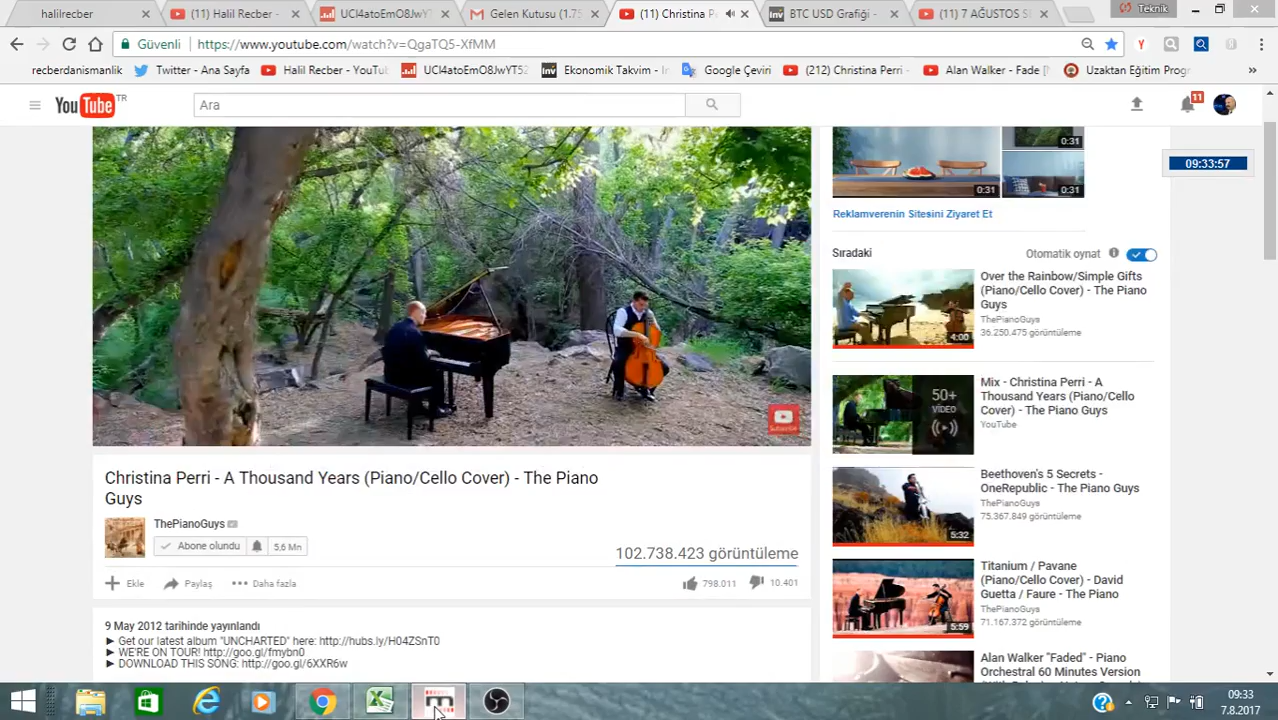 halilrecber
(11) Halil Recber -
UCl4atoEmO8JwY
Gelen Kutusu (1.7
(11) Christina P
BTC USD Grafiği -
(11) 7 AĞUSTOS
Teknik
Güvenli
https://www.youtube.com/watch?v=QgaTQ5-XfMM
recberdanismanlik
Twitter - Ana Sayfa
Halil Recber - YouTu
UCl4atoEmO8JwYT52
Ekonomik Takvim - In
Google Çeviri
(212) Christina Perri -
Alan Walker - Fade [
Uzaktan Eğitim Prog
»
YouTube TR
Ara
11
09:33:57
0:31
0:31
0:31
Reklamverenin Sitesini Ziyaret Et
Sıradaki
Otomatik oynat
Over the Rainbow/Simple Gifts
(Piano/Cello Cover) - The Piano
Guys
ThePianoGuys
36.250.475 görüntüleme
4:00
50+
VİDEO
Mix - Christina Perri - A
Thousand Years (Piano/Cello
Cover) - The Piano Guys
YouTube
Beethoven's 5 Secrets -
OneRepublic - The Piano Guys
ThePianoGuys
75.367.849 görüntüleme
5:32
Titanium / Pavane
(Piano/Cello Cover) - David
Guetta / Faure - The Piano
ThePianoGuys
71.167.372 görüntüleme
5:59
Alan Walker "Faded" - Piano
Orchestral 60 Minutes Version
Subscribe
Christina Perri - A Thousand Years (Piano/Cello Cover) - The Piano
Guys
ThePianoGuys
Abone olundu
5,6 Mn
102.738.423 görüntüleme
Ekle
Paylaş
Daha fazla
798.011
10.401
9 May 2012 tarihinde yayınlandı
► Get our latest album "UNCHARTED" here: http://hubs.ly/H04ZSnT0
► WE'RE ON TOUR! http://goo.gl/fmybn0
► DOWNLOAD THIS SONG: http://goo.gl/6XXR6w
09:33
7.8.2017